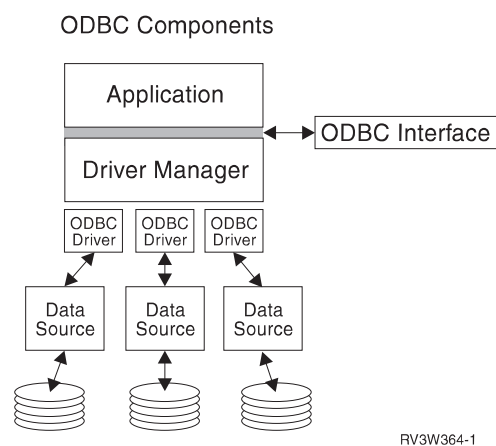 ODBC Components
Application
ODBC Interface
Driver Manager
ODBC ODBC ODBC
Driver Driver Driver
Data Data Data
Source Source Source
RV3W364-1